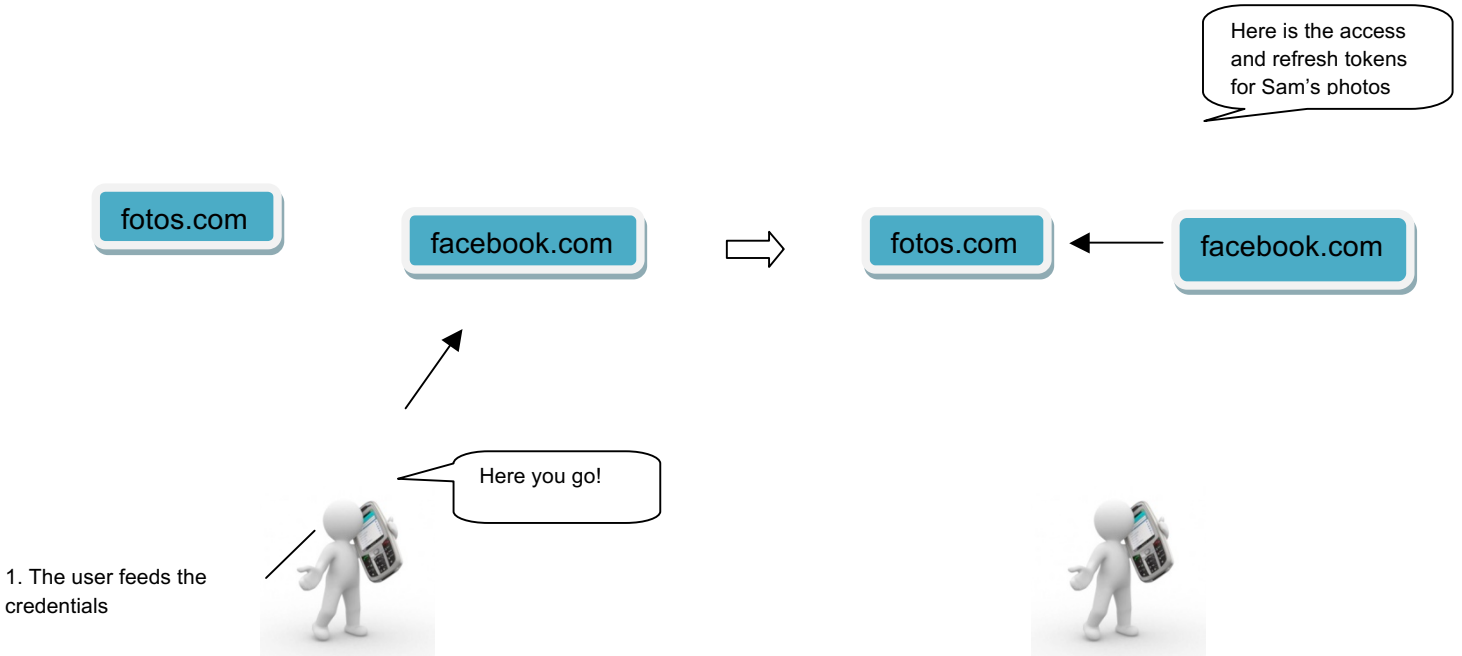 Here is the access
and refresh tokens
for Sam's photos
fotos.com
facebook.com
fotos.com
facebook.com
Here you go!
1. The user feeds the
credentials